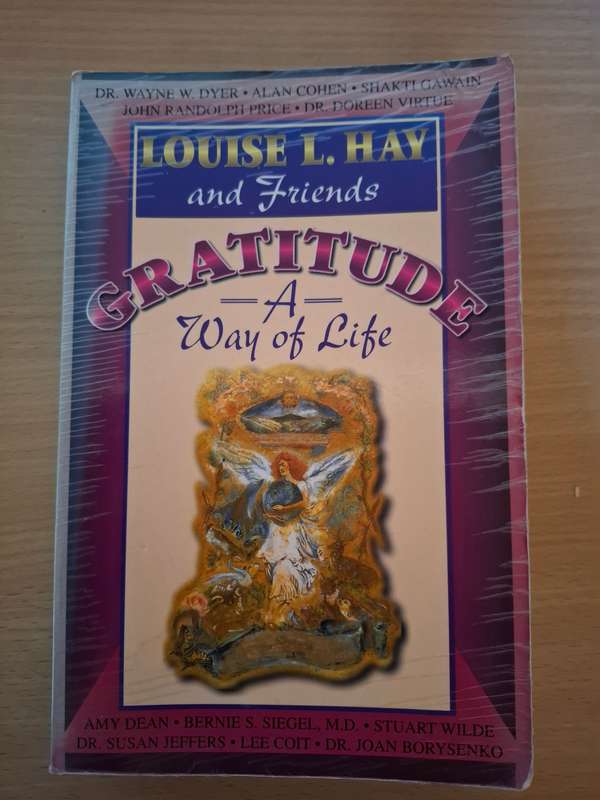 DR. WAYNE W. DYER • ALAN COHEN • SHAKTI GAWAIN
JOHN RANDOLPH PRICE • DR. DOREEN VIRTUE
LOUISE L. HAY
and Friends
GRATITUDE
A
Way of Life
AMY DEAN • BERNIE S. SIEGEL, M.D. • STUART WILDE
DR. SUSAN JEFFERS • LEE COIT • DR. JOAN BORYSENKO